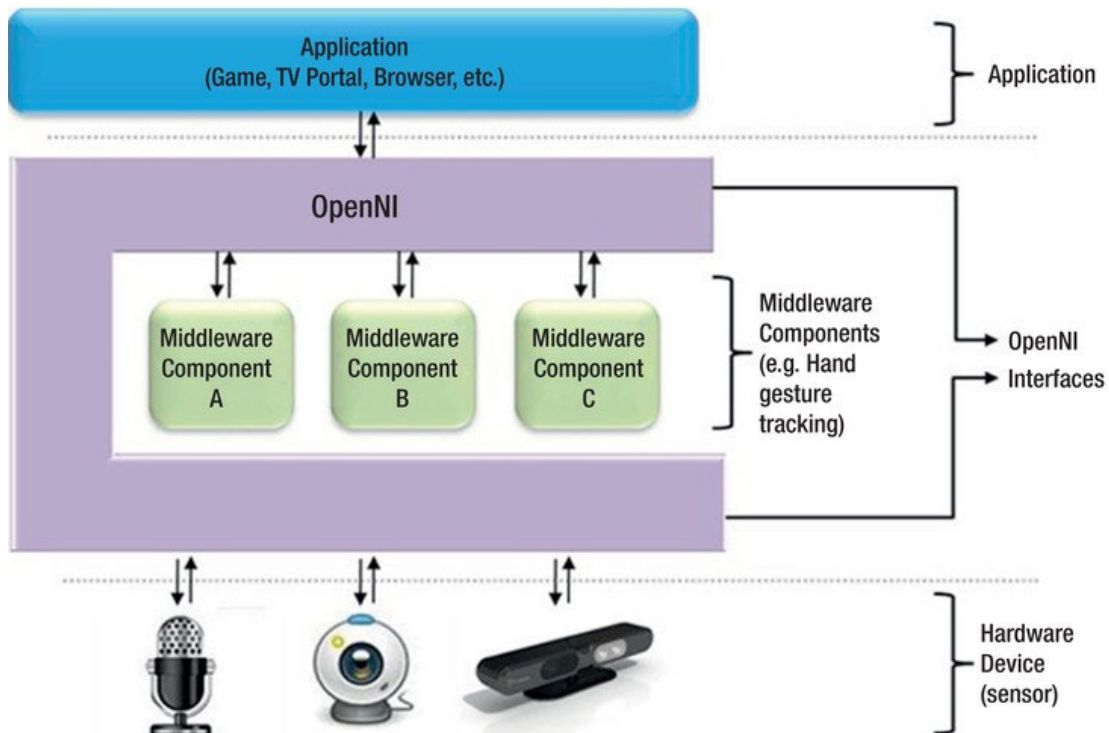 Application
(Game, TV Portal, Browser, etc.)
Application
OpenNI
Middleware
Component
A
Middleware
Component
B
Middleware
Component
C
Middleware
Components
(e.g. Hand
gesture
tracking)
OpenNI
Interfaces
Hardware
Device
(sensor)